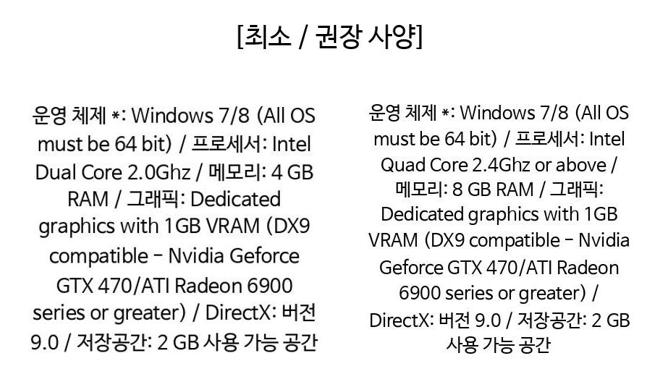 [최소 / 권장 사양]
운영 체제 *: Windows 7/8 (All OS
must be 64 bit) / 프로세서: Intel
Dual Core 2.0Ghz / 메모리: 4 GB
RAM / 그래픽: Dedicated
graphics with 1GB VRAM (DX9
compatible – Nvidia Geforce
GTX 470/ATI Radeon 6900
series or greater) / DirectX: 버전
9.0 / 저장공간: 2 GB 사용 가능 공간
운영 체제 *: Windows 7/8 (All OS
must be 64 bit) / 프로세서: Intel
Quad Core 2.4Ghz or above /
메모리: 8 GB RAM / 그래픽:
Dedicated graphics with 1GB
VRAM (DX9 compatible – Nvidia
Geforce GTX 470/ATI Radeon
6900 series or greater) /
DirectX: 버전 9.0 / 저장공간: 2 GB
사용 가능 공간